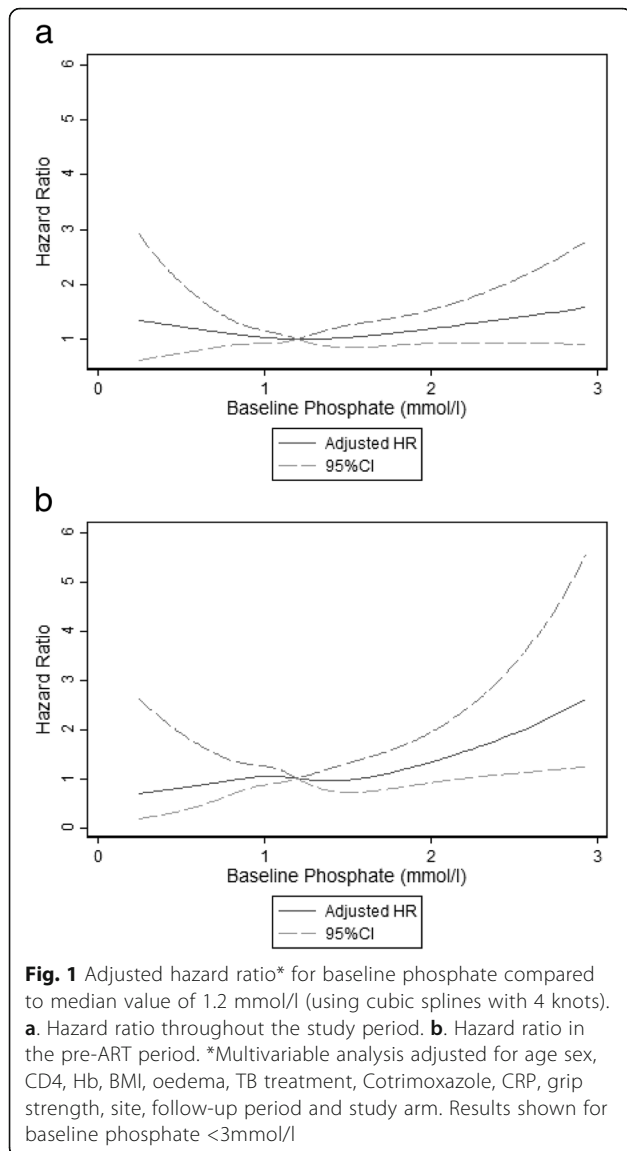 a
6
5
4
3
2
1
Hazard Ratio
0 1 2 3
Baseline Phosphate (mmol/l)
Adjusted HR
95%CI
b
6
5
4
3
2
1
0
Hazard Ratio
0 1 2 3
Baseline Phosphate (mmol/l)
Adjusted HR
95%CI
Fig. 1 Adjusted hazard ratio* for baseline phosphate compared
to median value of 1.2 mmol/l (using cubic splines with 4 knots).
a. Hazard ratio throughout the study period. b. Hazard ratio in
the pre-ART period. *Multivariable analysis adjusted for age sex,
CD4, Hb, BMI, oedema, TB treatment, Cotrimoxazole, CRP, grip
strength, site, follow-up period and study arm. Results shown for
baseline phosphate <3mmol/l